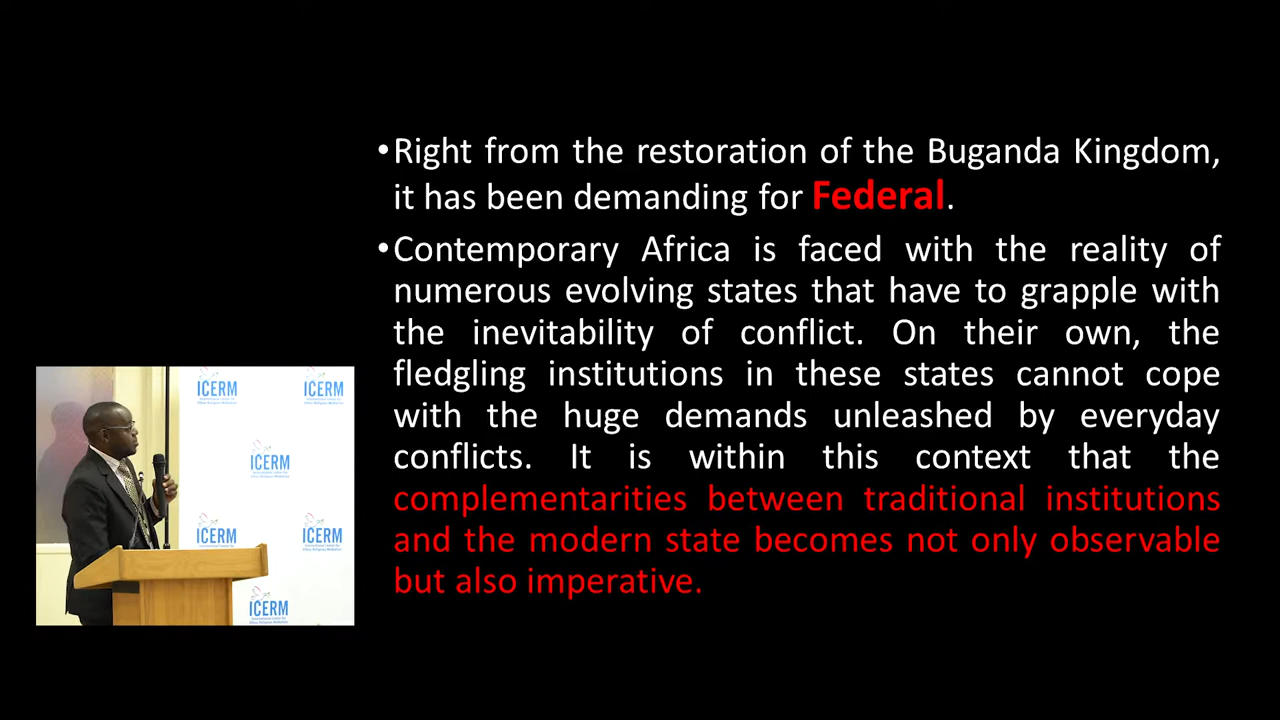 •Right from the restoration of the Buganda Kingdom,
it has been demanding for Federal.
•Contemporary Africa is faced with the reality of
numerous evolving states that have to grapple with
the inevitability of conflict. On their own, the
fledgling institutions in these states cannot cope
with the huge demands unleashed by everyday
conflicts. It is within this context that the
complementarities between traditional institutions
and the modern state becomes not only observable
but also imperative.
ICERM
ICERM
ICERM
ICERM
ICERM
ICERM